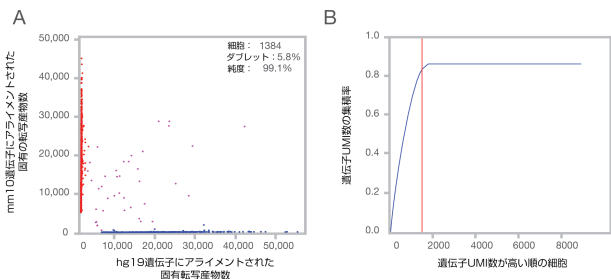 A
mm10遺伝子にアライメントされた
固有の転写産物数
50,000
40,000
30,000
20,000
10,000
0
細胞： 1384
ダブレット：5.8%
純度： 99.1%
0
10,000
20,000
30,000
40,000
50,000
hg19遺伝子にアライメントされた
固有転写産物数
B
遺伝子UMI数の集積率
1.0
0.8
0.6
0.4
0.2
0.0
0
2000
4000
6000
8000
遺伝子UMI数が高い順の細胞